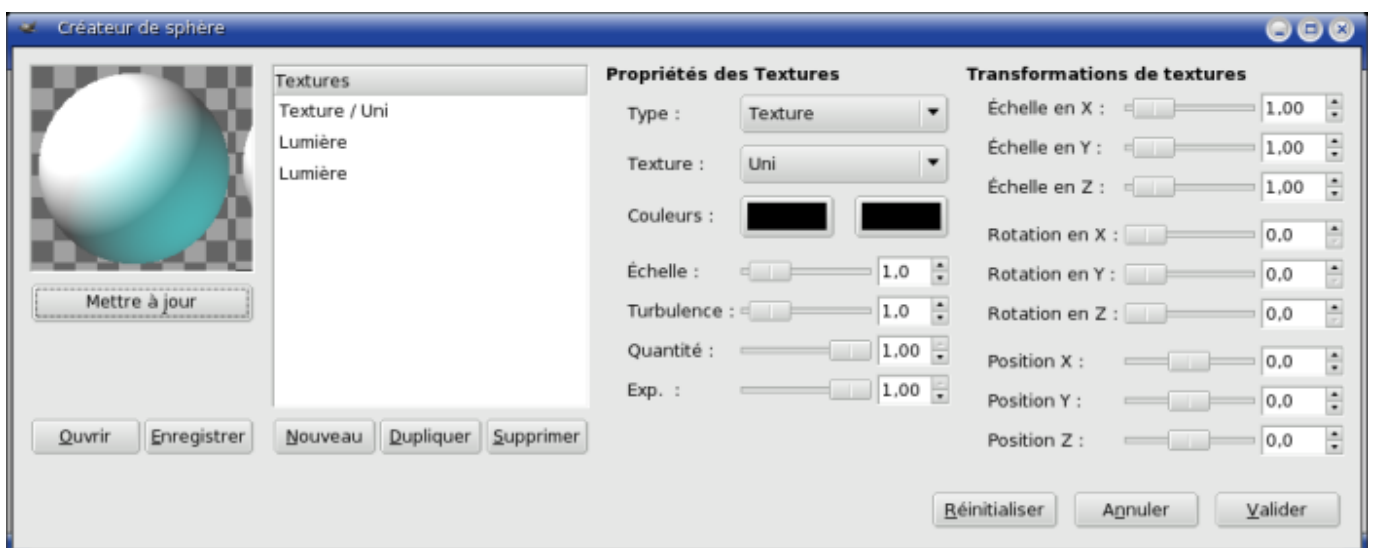 Créateur de sphère
Mettre à jour
Ouvrir
Enregistrer
Textures
Texture / Uni
Lumière
Lumière
Nouveau
Dupliquer
Supprimer
Propriétés des Textures
Type : Texture
Texture : Uni
Couleurs :
Échelle : 1,0
Turbulence : 1,0
Quantité : 1,00
Exp. : 1,00
Transformations de textures
Échelle en X : 1,00
Échelle en Y : 1,00
Échelle en Z : 1,00
Rotation en X : 0,0
Rotation en Y : 0,0
Rotation en Z : 0,0
Position X : 0,0
Position Y : 0,0
Position Z : 0,0
Réinitialiser
Annuler
Valider